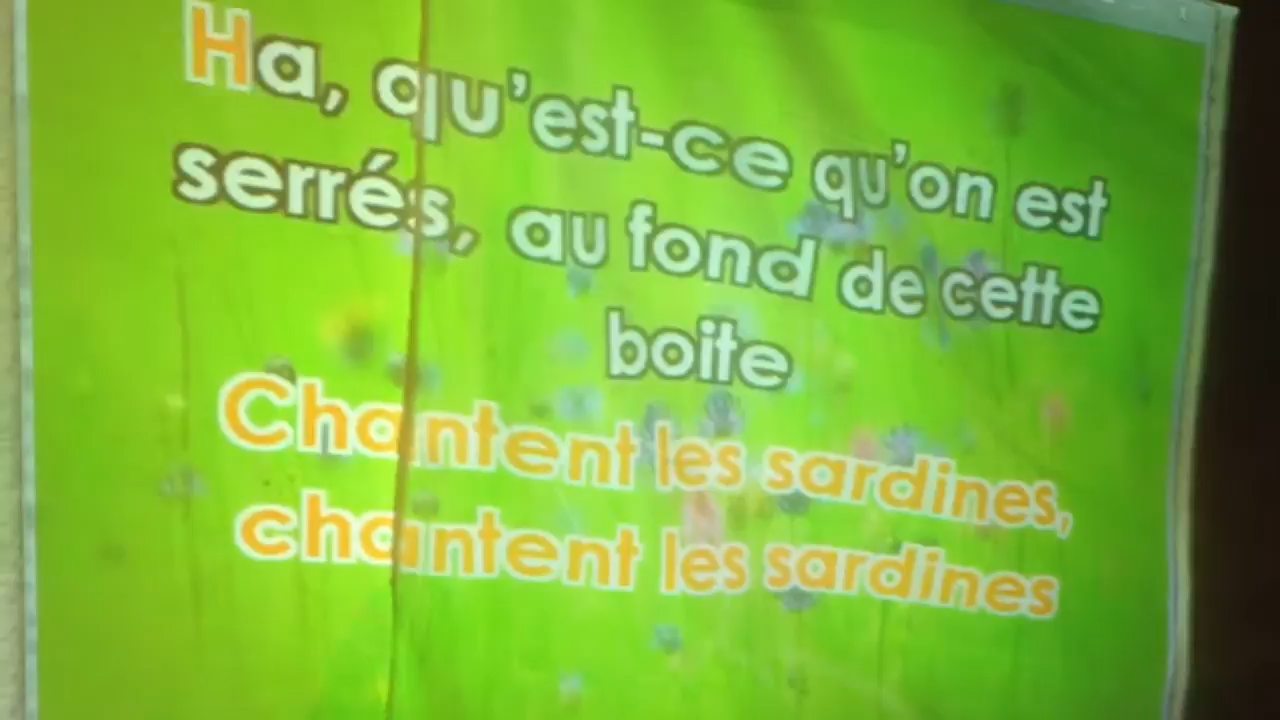 Ha, qu'est-ce qu'on est
serrés, au fond de cette
boite
Chantent les sardines,
chantent les sardines